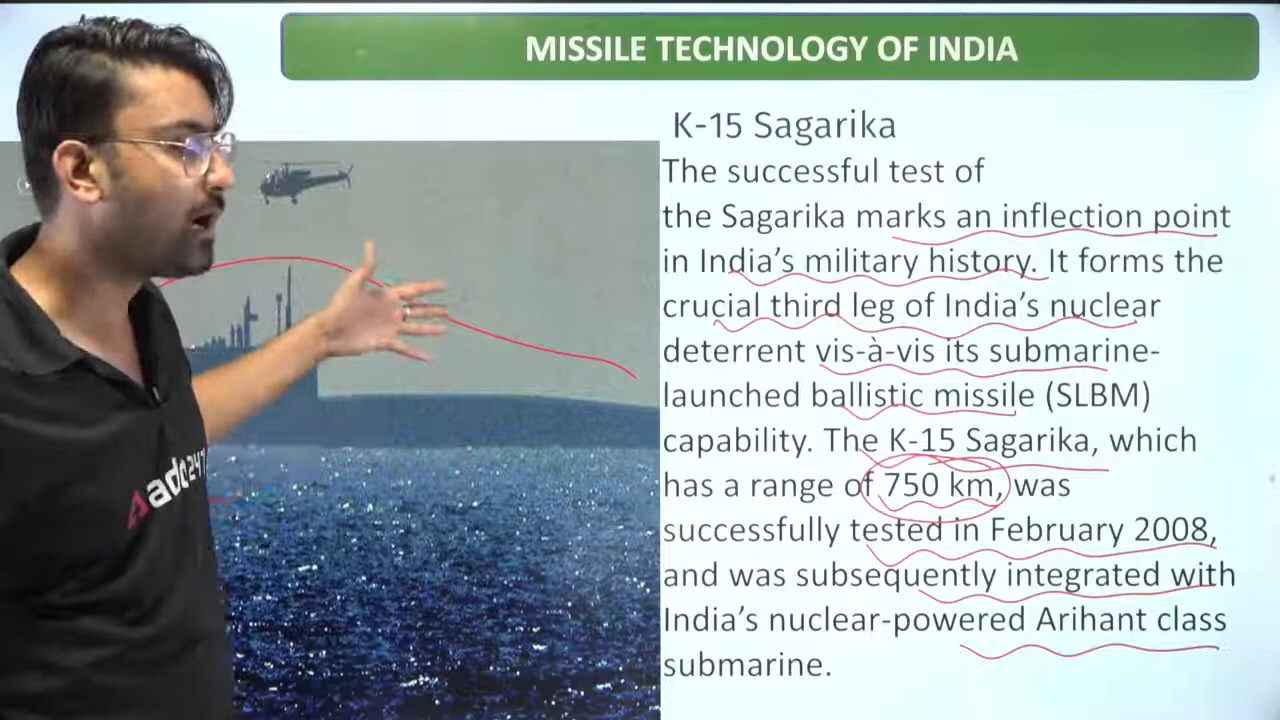 MISSILE TECHNOLOGY OF INDIA
K-15 Sagarika
The successful test of
the Sagarika marks an inflection point
in India's military history. It forms the
crucial third leg of India's nuclear
deterrent vis-à-vis its submarine-
launched ballistic missile (SLBM)
capability. The K-15 Sagarika, which
has a range of 750 km, was
successfully tested in February 2008,
and was subsequently integrated with
India's nuclear-powered Arihant class
submarine.
adda247